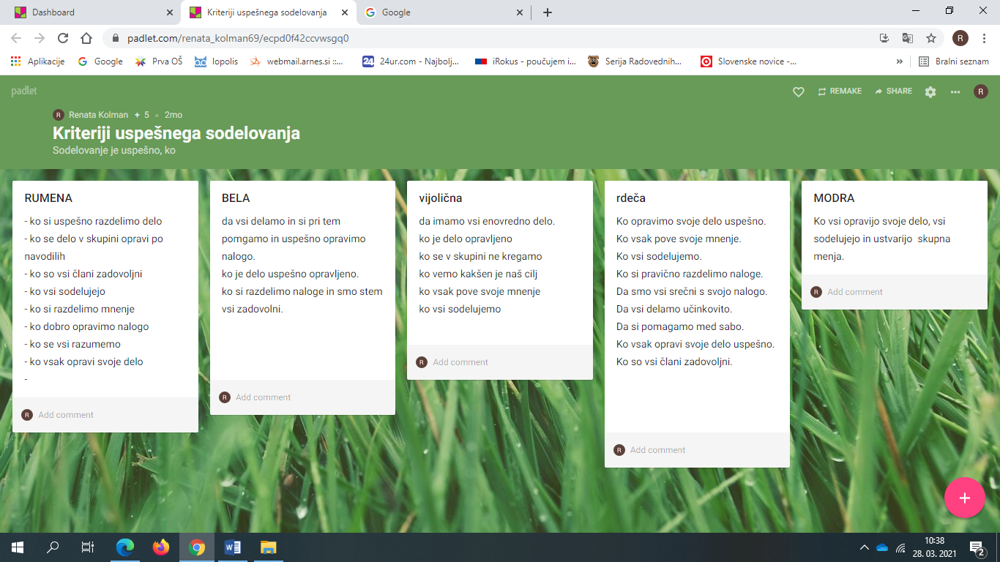 Dashboard
Kriteriji uspešnega sodelovanja
Google
padlet.com/renata_kolman69/ecpd0f42ccvwsgq0
R
Aplikacije
Google
Prva OŠ
lopolis
webmail.arnes.si ::...
24
24ur.com - Najbolj...
iRokus – poučujem i...
Serija Radovednih...
Slovenske novice -...
»
Bralni seznam
padlet
REMAKE
SHARE
R
R Renata Kolman + 5 • 2mo
Kriteriji uspešnega sodelovanja
Sodelovanje je uspešno, ko
RUMENA
- ko si uspešno razdelimo delo
- ko se delo v skupini opravi po
navodilih
- ko so vsi člani zadovoljni
- ko vsi sodelujejo
- ko si razdelimo mnenje
- ko dobro opravimo nalogo
- ko se vsi razumemo
- ko vsak opravi svoje delo
-
R Add comment
BELA
da vsi delamo in si pri tem
pomgamo in uspešno opravimo
nalogo.
ko je delo uspešno opravljeno.
ko si razdelimo naloge in smo stem
vsi zadovolni.
R Add comment
vijolična
da imamo vsi enovredno delo.
ko je delo opravljeno
ko se v skupini ne kregamo
ko vemo kakšen je naš cilj
ko vsak pove svoje mnenje
ko vsi sodelujemo
R Add comment
rdeča
Ko opravimo svoje delo uspešno.
Ko vsak pove svoje mnenje.
Ko vsi sodelujemo.
Ko si pravično razdelimo naloge.
Da smo vsi srečni s svojo nalogo.
Da vsi delamo učinkovito.
Da si pomagamo med sabo.
Ko vsak opravi svoje delo uspešno.
Ko so vsi člani zadovoljni.
R Add comment
MODRA
Ko vsi opravijo svoje delo, vsi
sodelujejo in ustvarijo skupna
menja.
R Add comment
10:38
28. 03. 2021
2